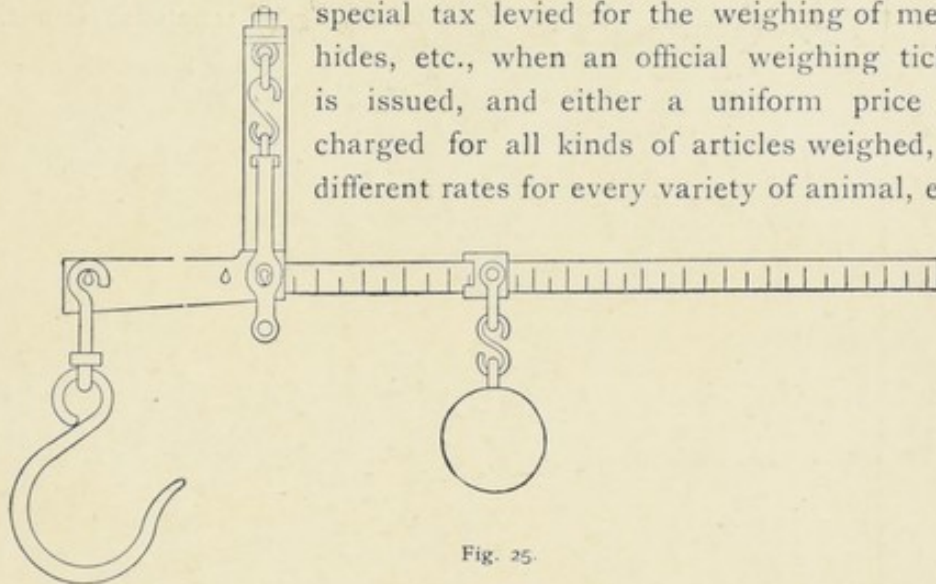 special tax levied for the weighing of me
hides, etc., when an official weighing tic
is issued, and either a uniform price
charged for all kinds of articles weighed,
different rates for every variety of animal, e
Fig. 25.